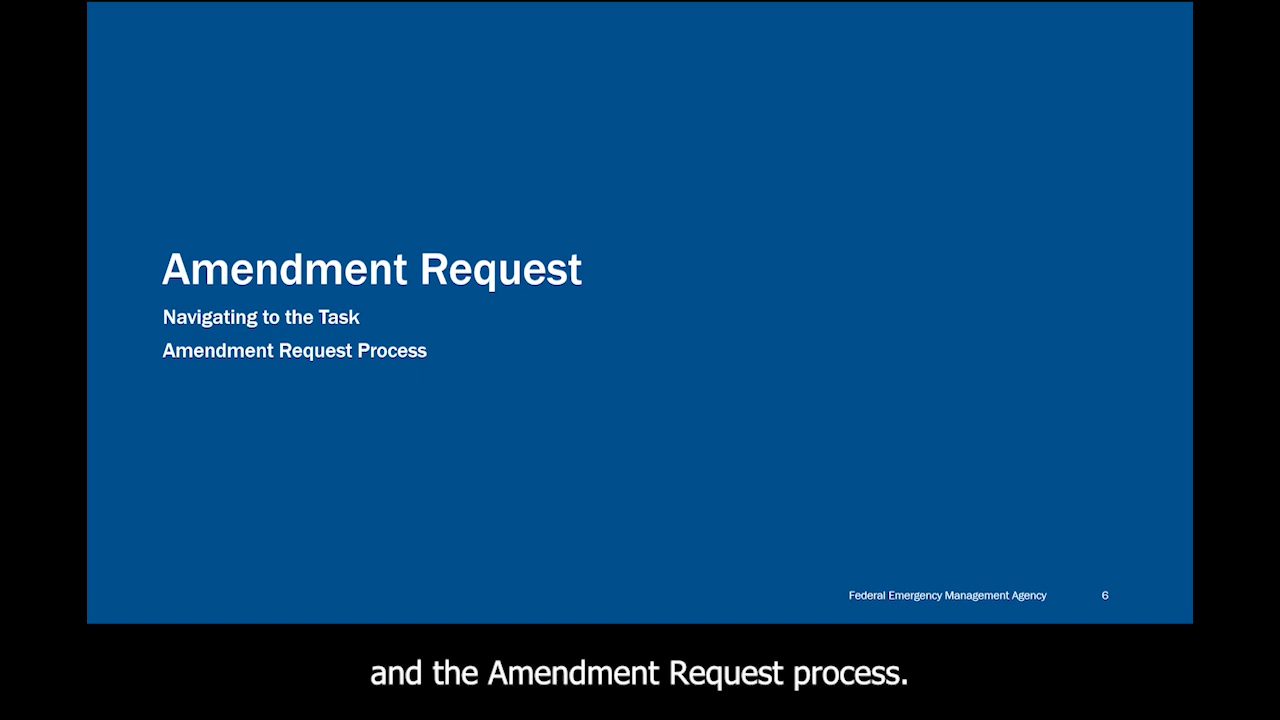 Amendment Request
Navigating to the Task
Amendment Request Process
Federal Emergency Management Agency 6
and the Amendment Request process.